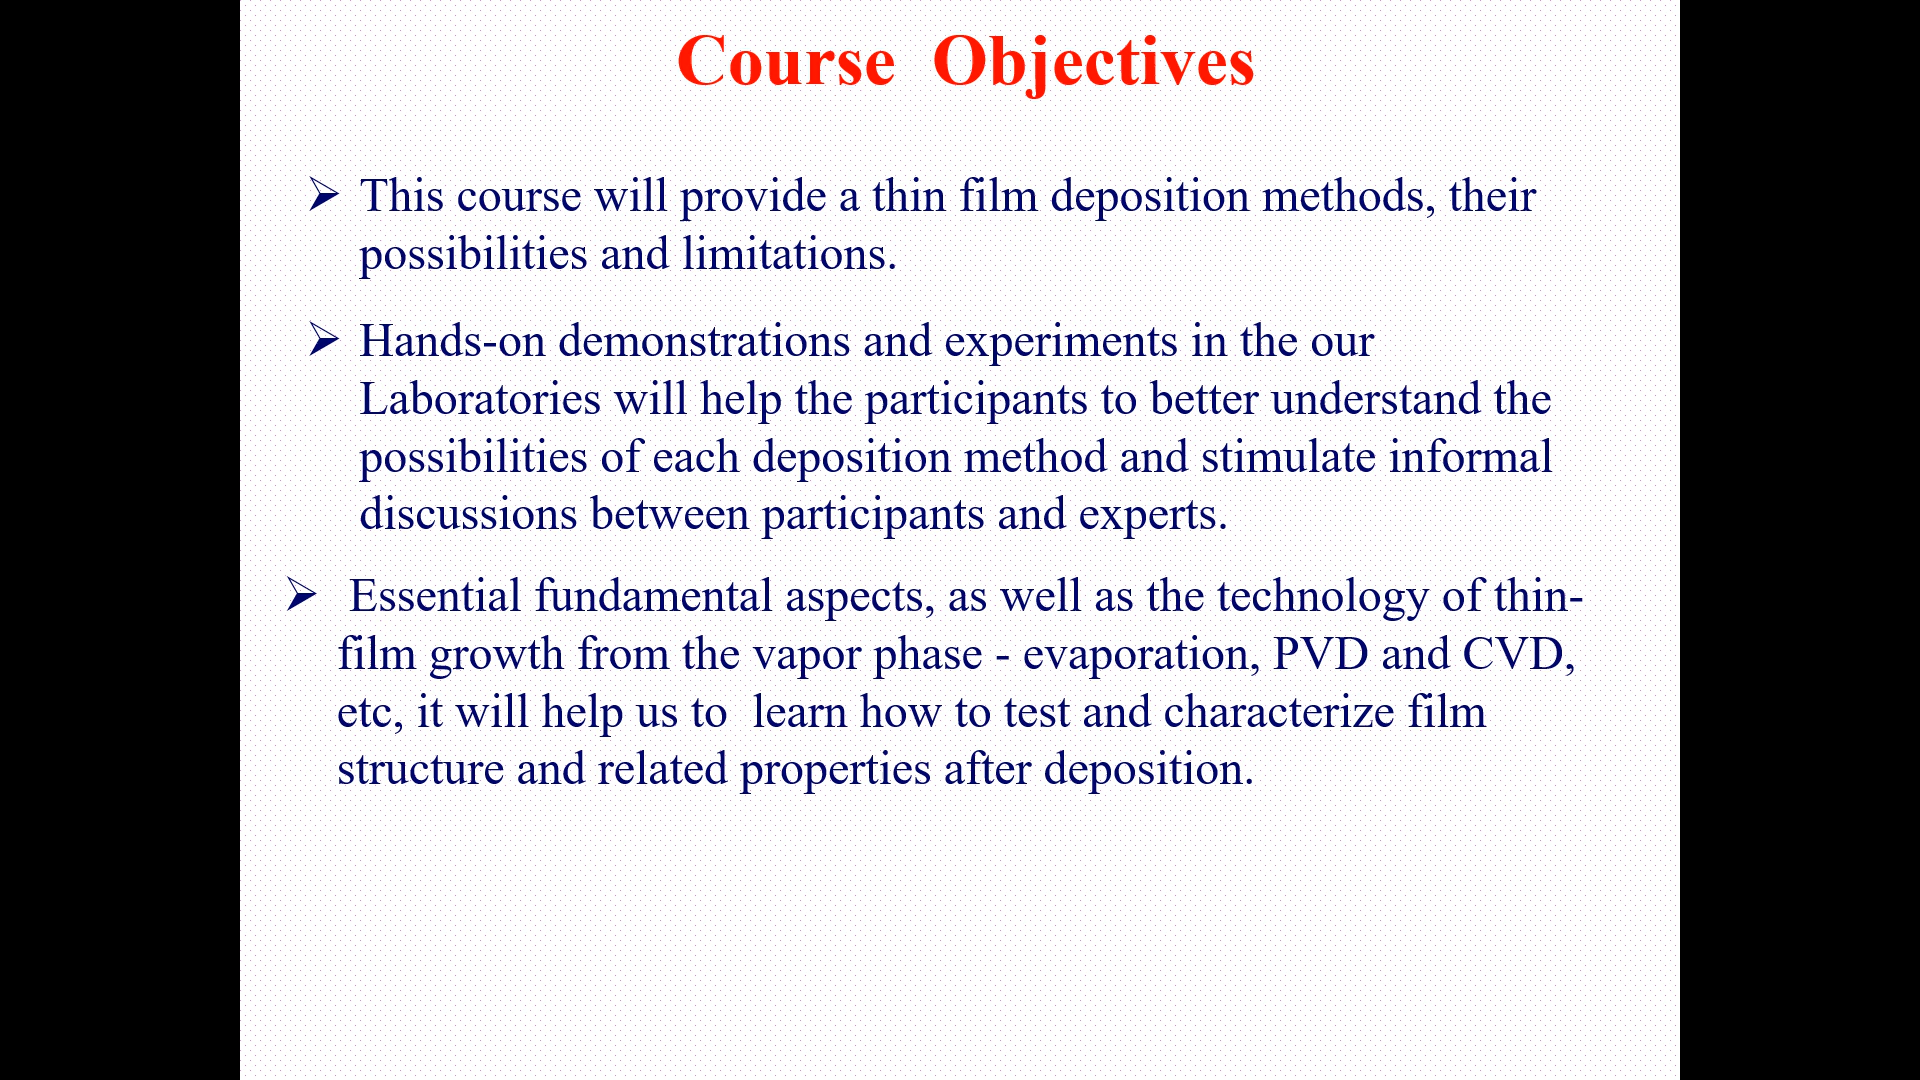 Course Objectives
➢ This course will provide a thin film deposition methods, their
possibilities and limitations.
➢ Hands-on demonstrations and experiments in the our
Laboratories will help the participants to better understand the
possibilities of each deposition method and stimulate informal
discussions between participants and experts.
➢ Essential fundamental aspects, as well as the technology of thin-
film growth from the vapor phase - evaporation, PVD and CVD,
etc, it will help us to learn how to test and characterize film
structure and related properties after deposition.